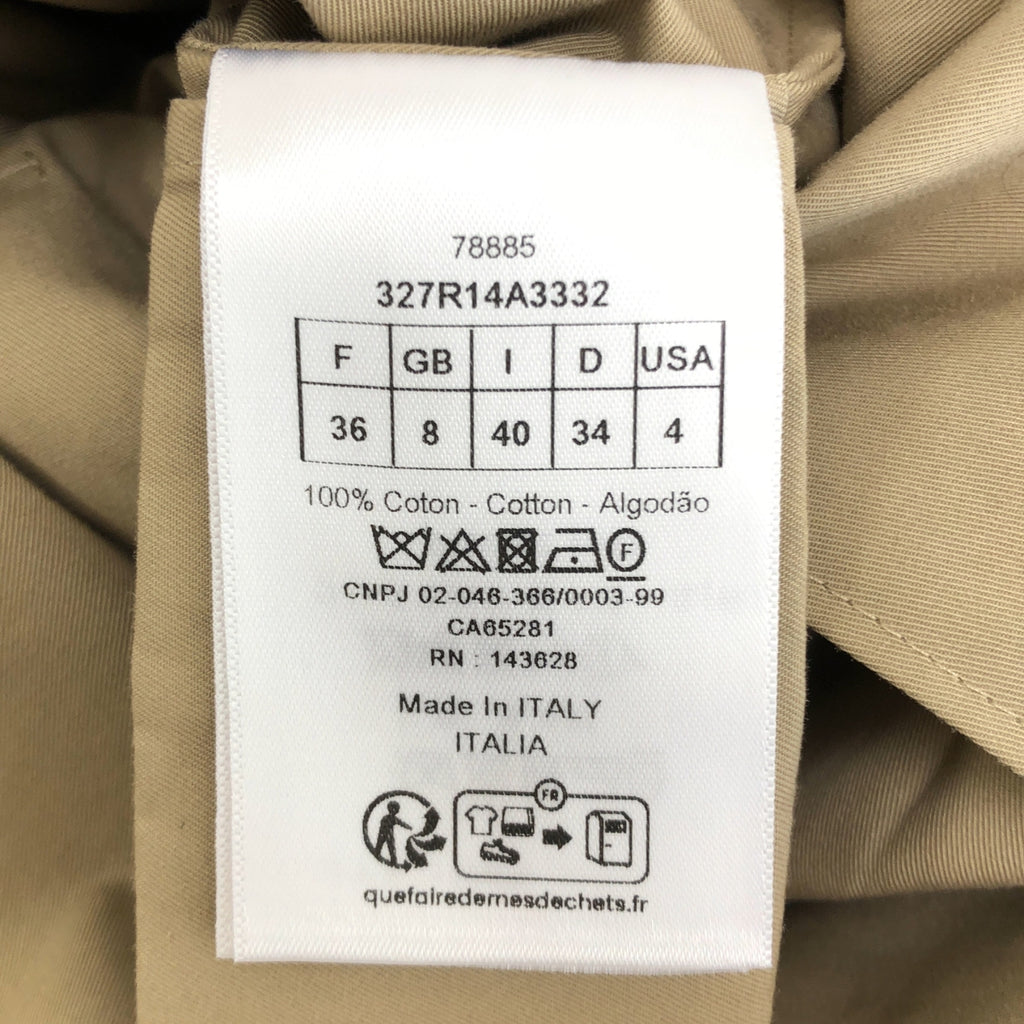 78885
327R14A3332
F GB I D USA
36 8 40 34 4
100% Coton - Cotton - Algodão
F
CNPJ 02-046-366/0003-99
CA65281
RN : 143628
Made In ITALY
ITALIA
FR
quefairedemesdechets.fr